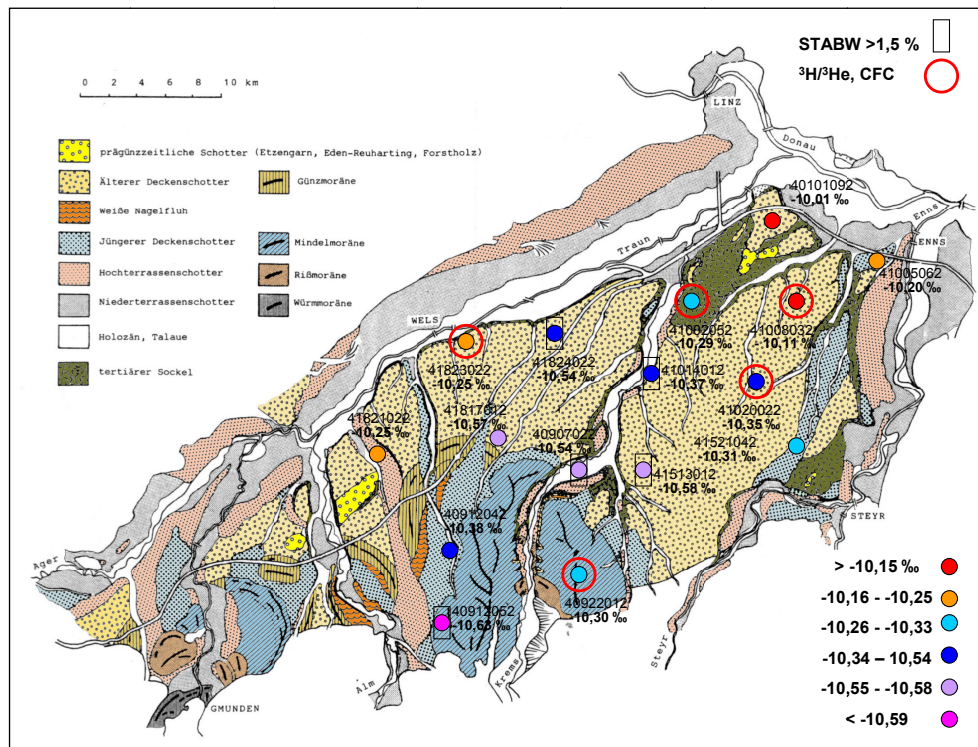 STABW >1,5 %
³H/³He, CFC
0 2 4 6 8 10 km
prägünzzeitliche Schotter (Etzengarn, Eden-Reuharting, Forstholz)
Älterer Deckenschotter
Günzmoräne
Weiße Nagelfluh
Jüngerer Deckenschotter
Mindelmoräne
Hochterrassenschotter
Rißmoräne
Niederterrassenschotter
Würmmoräne
Holozän, Talaue
tertiärer Sockel
LINZ
Donau
Enns
ENNS
Traun
WELS
40101092
-10,01 ‰
41005062
-10,20 ‰
41002052
-10,29 ‰
41008032
-10,11 ‰
41823022
-10,25 ‰
41824022
-10,54 ‰
41014012
-10,37 ‰
41020022
-10,35 ‰
41821022
-10,25 ‰
41817012
-10,57 ‰
40907022
-10,54 ‰
41521042
-10,31 ‰
41513012
-10,58 ‰
40912042
-10,38 ‰
STEYR
Ager
40922012
-10,30 ‰
40912052
-10,63 ‰
Steyr
Krems
Alm
GMUNDEN
> -10,15 ‰
-10,16 - -10,25
-10,26 - -10,33
-10,34 – 10,54
-10,55 - -10,58
< -10,59